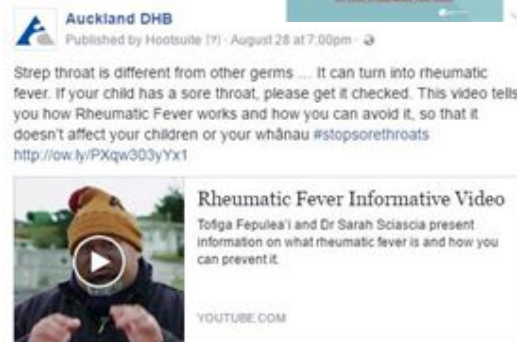 Auckland DHB
Published by Hootsuite [?] · August 28 at 7:00pm ·
Strep throat is different from other germs ... It can turn into rheumatic
fever. If your child has a sore throat, please get it checked. This video tells
you how Rheumatic Fever works and how you can avoid it, so that it
doesn't affect your children or your whānau #stopsorethroats
http://ow.ly/PXqw303yYx1
Rheumatic Fever Informative Video
Tofiga Fepulea'i and Dr Sarah Sciascia present
information on what rheumatic fever is and how you
can prevent it.
YOUTUBE.COM